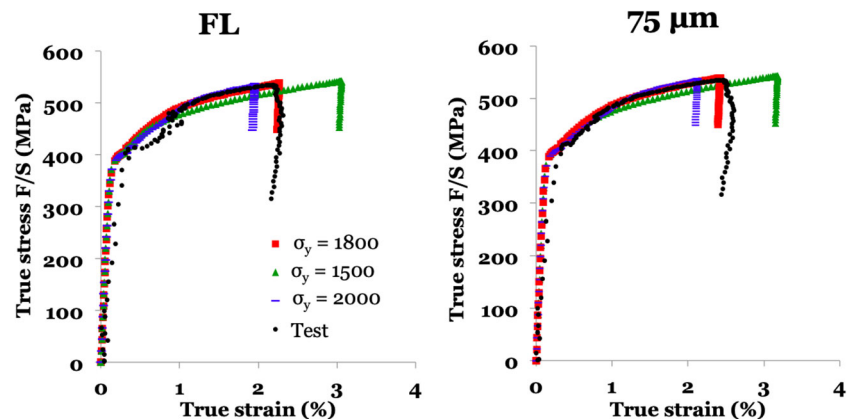 FL
600
500
400
300
200
100
0
True stress F/S (MPa)
σy = 1800
σy = 1500
σy = 2000
Test
0 1 2 3 4
True strain (%)
75 µm
600
500
400
300
200
100
0
True stress F/S (MPa)
0 1 2 3 4
True strain (%)